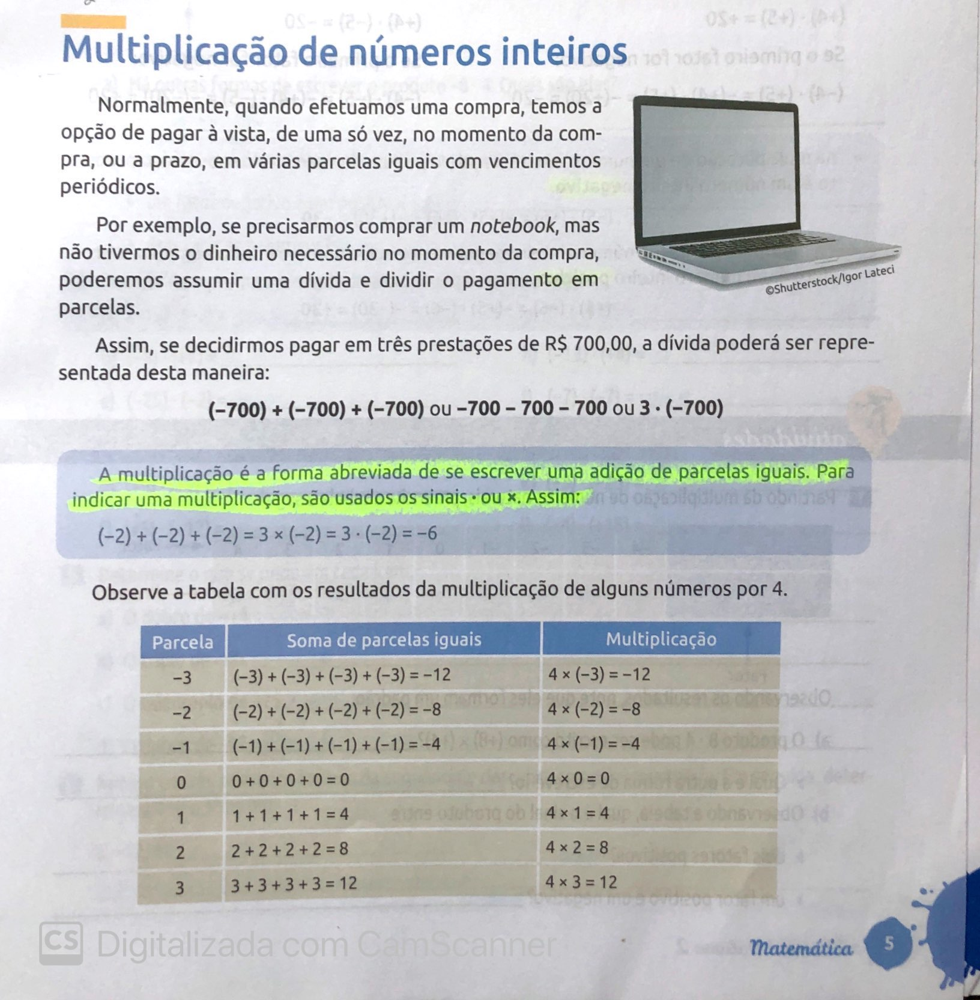 Multiplicação de números inteiros
Normalmente, quando efetuamos uma compra, temos a
opção de pagar à vista, de uma só vez, no momento da com-
pra, ou a prazo, em várias parcelas iguais com vencimentos
periódicos.
Por exemplo, se precisarmos comprar um notebook, mas
não tivermos o dinheiro necessário no momento da compra,
poderemos assumir uma dívida e dividir o pagamento em
parcelas.
©Shutterstock/Igor Lateci
Assim, se decidirmos pagar em três prestações de R$ 700,00, a dívida poderá ser repre-
sentada desta maneira:
(−700) + (−700) + (−700) ou −700 − 700 − 700 ou 3 · (−700)
A multiplicação é a forma abreviada de se escrever uma adição de parcelas iguais. Para
indicar uma multiplicação, são usados os sinais · ou ×. Assim:
(−2) + (−2) + (−2) = 3 × (−2) = 3 · (−2) = −6
Observe a tabela com os resultados da multiplicação de alguns números por 4.
Parcela Soma de parcelas iguais Multiplicação
−3 (−3) + (−3) + (−3) + (−3) = −12 4 × (−3) = −12
−2 (−2) + (−2) + (−2) + (−2) = −8 4 × (−2) = −8
−1 (−1) + (−1) + (−1) + (−1) = −4 4 × (−1) = −4
0 0 + 0 + 0 + 0 = 0 4 × 0 = 0
1 1 + 1 + 1 + 1 = 4 4 × 1 = 4
2 2 + 2 + 2 + 2 = 8 4 × 2 = 8
3 3 + 3 + 3 + 3 = 12 4 × 3 = 12
CS Digitalizada com CamScanner
Matemática 5